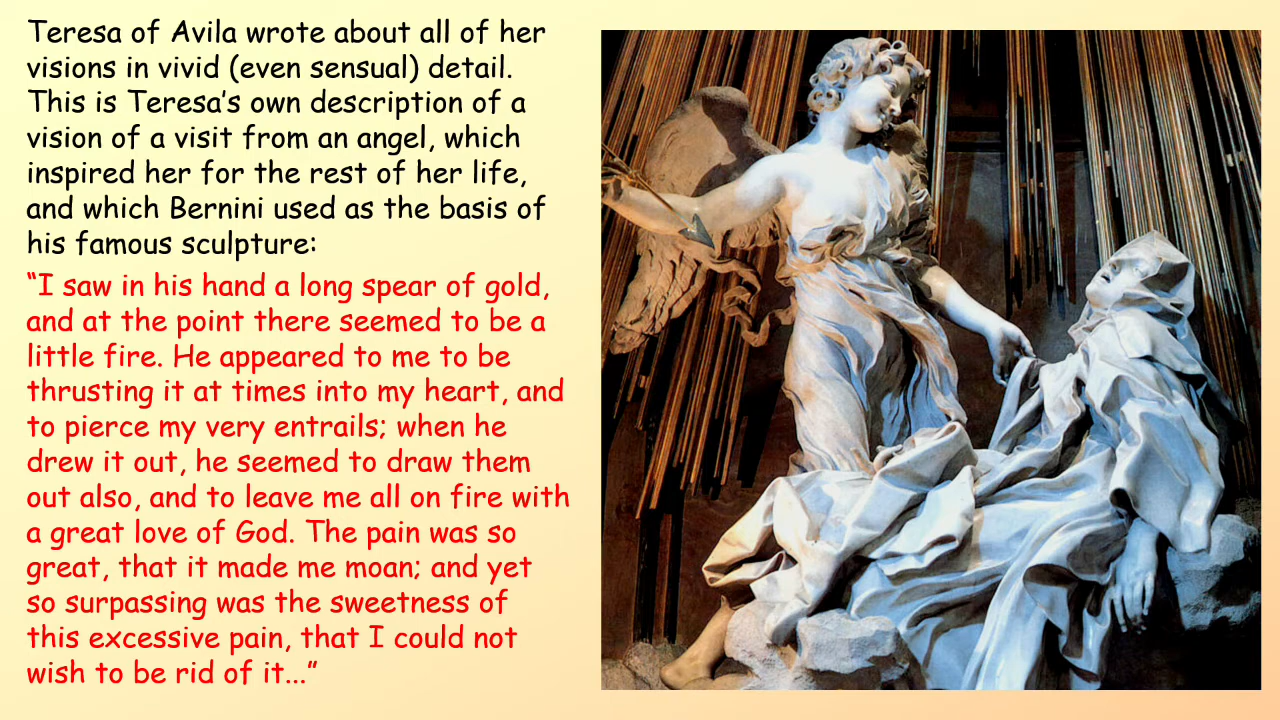 Teresa of Avila wrote about all of her
visions in vivid (even sensual) detail.
This is Teresa’s own description of a
vision of a visit from an angel, which
inspired her for the rest of her life,
and which Bernini used as the basis of
his famous sculpture:
“I saw in his hand a long spear of gold,
and at the point there seemed to be a
little fire. He appeared to me to be
thrusting it at times into my heart, and
to pierce my very entrails; when he
drew it out, he seemed to draw them
out also, and to leave me all on fire with
a great love of God. The pain was so
great, that it made me moan; and yet
so surpassing was the sweetness of
this excessive pain, that I could not
wish to be rid of it...”